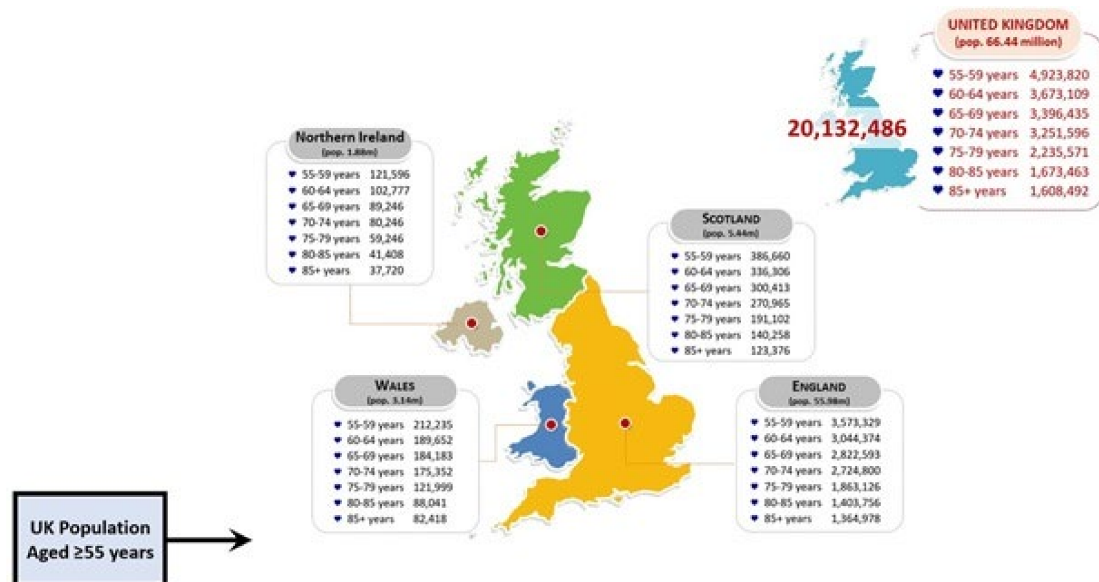 UNITED KINGDOM
(pop. 66.44 million)
55-59 years 4,923,820
60-64 years 3,673,109
65-69 years 3,396,435
70-74 years 3,251,596
75-79 years 2,235,571
80-85 years 1,673,463
85+ years 1,608,492
20,132,486
Northern Ireland
(pop. 1.88m)
55-59 years 121,596
60-64 years 102,777
65-69 years 89,246
70-74 years 80,246
75-79 years 59,246
80-85 years 41,408
85+ years 37,720
SCOTLAND
(pop. 5.44m)
55-59 years 386,660
60-64 years 336,306
65-69 years 300,413
70-74 years 270,965
75-79 years 191,102
80-85 years 140,258
85+ years 123,376
WALES
(pop. 3.14m)
55-59 years 212,235
60-64 years 189,652
65-69 years 184,183
70-74 years 175,352
75-79 years 121,999
80-85 years 88,041
85+ years 82,418
ENGLAND
(pop. 55.98m)
55-59 years 3,573,329
60-64 years 3,044,374
65-69 years 2,822,593
70-74 years 2,724,800
75-79 years 1,863,126
80-85 years 1,403,756
85+ years 1,364,978
UK Population
Aged ≥55 years